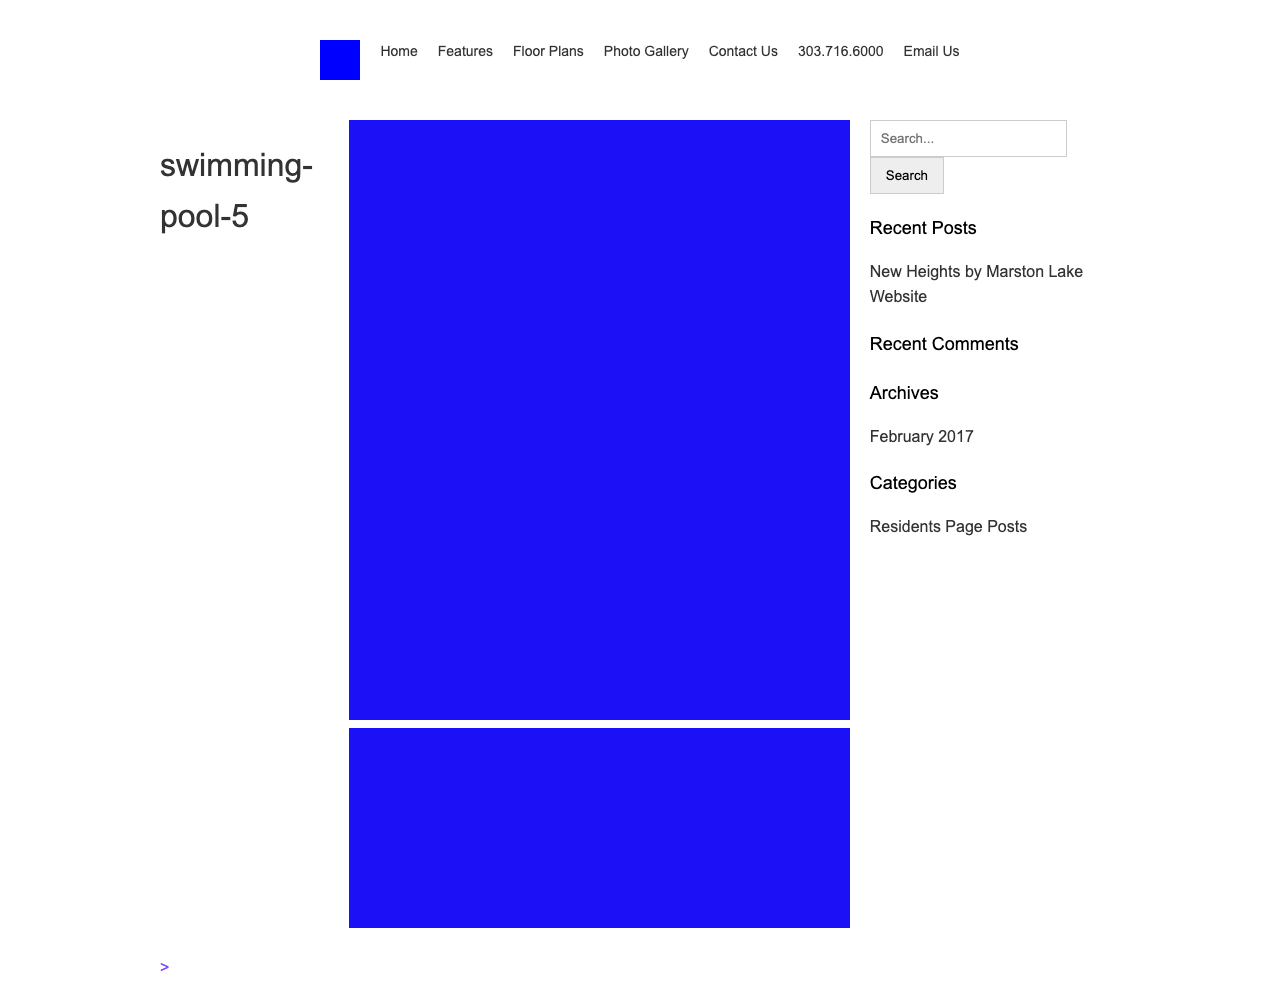 Home Features Floor Plans Photo Gallery Contact Us 303.716.6000 Email Us
swimming-
pool-5
Search...
Search
Recent Posts
New Heights by Marston Lake
Website
Recent Comments
Archives
February 2017
Categories
Residents Page Posts
>